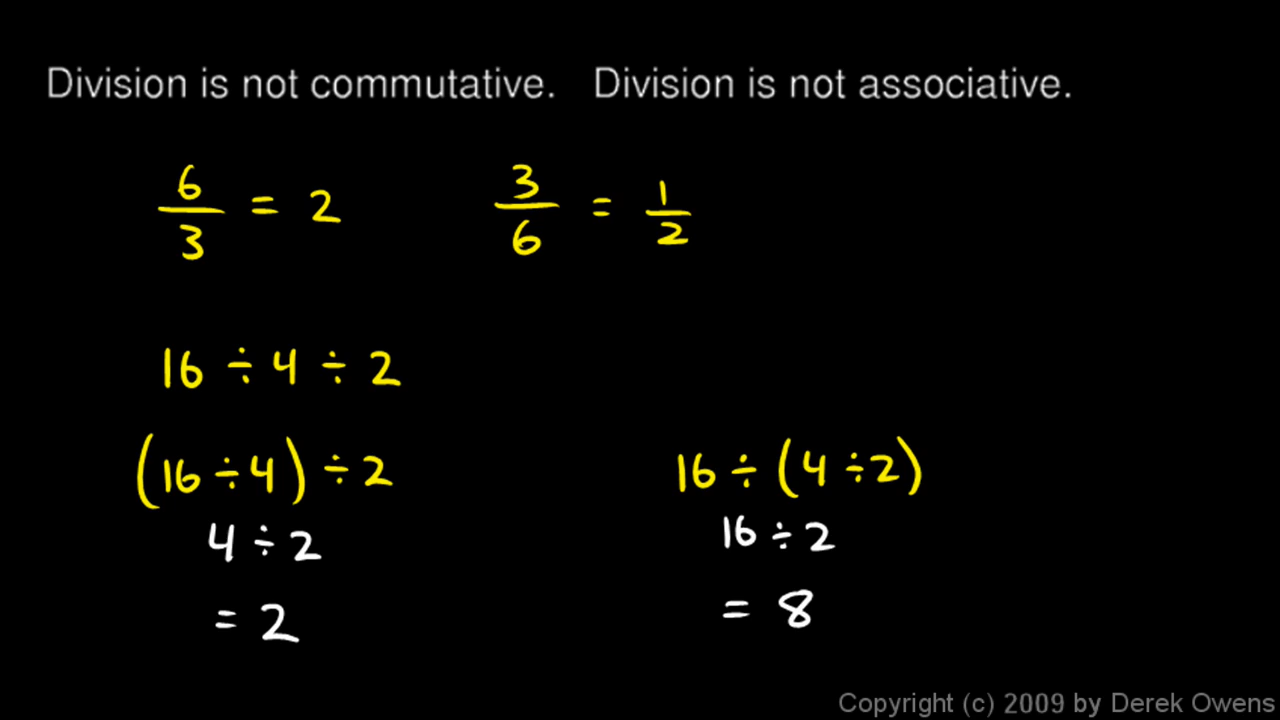 Division is not commutative. Division is not associative.
6/3 = 2 3/6 = 1/2
16 ÷ 4 ÷ 2
(16 ÷ 4) ÷ 2 16 ÷ (4 ÷ 2)
4 ÷ 2 16 ÷ 2
= 2 = 8
Copyright (c) 2009 by Derek Owens